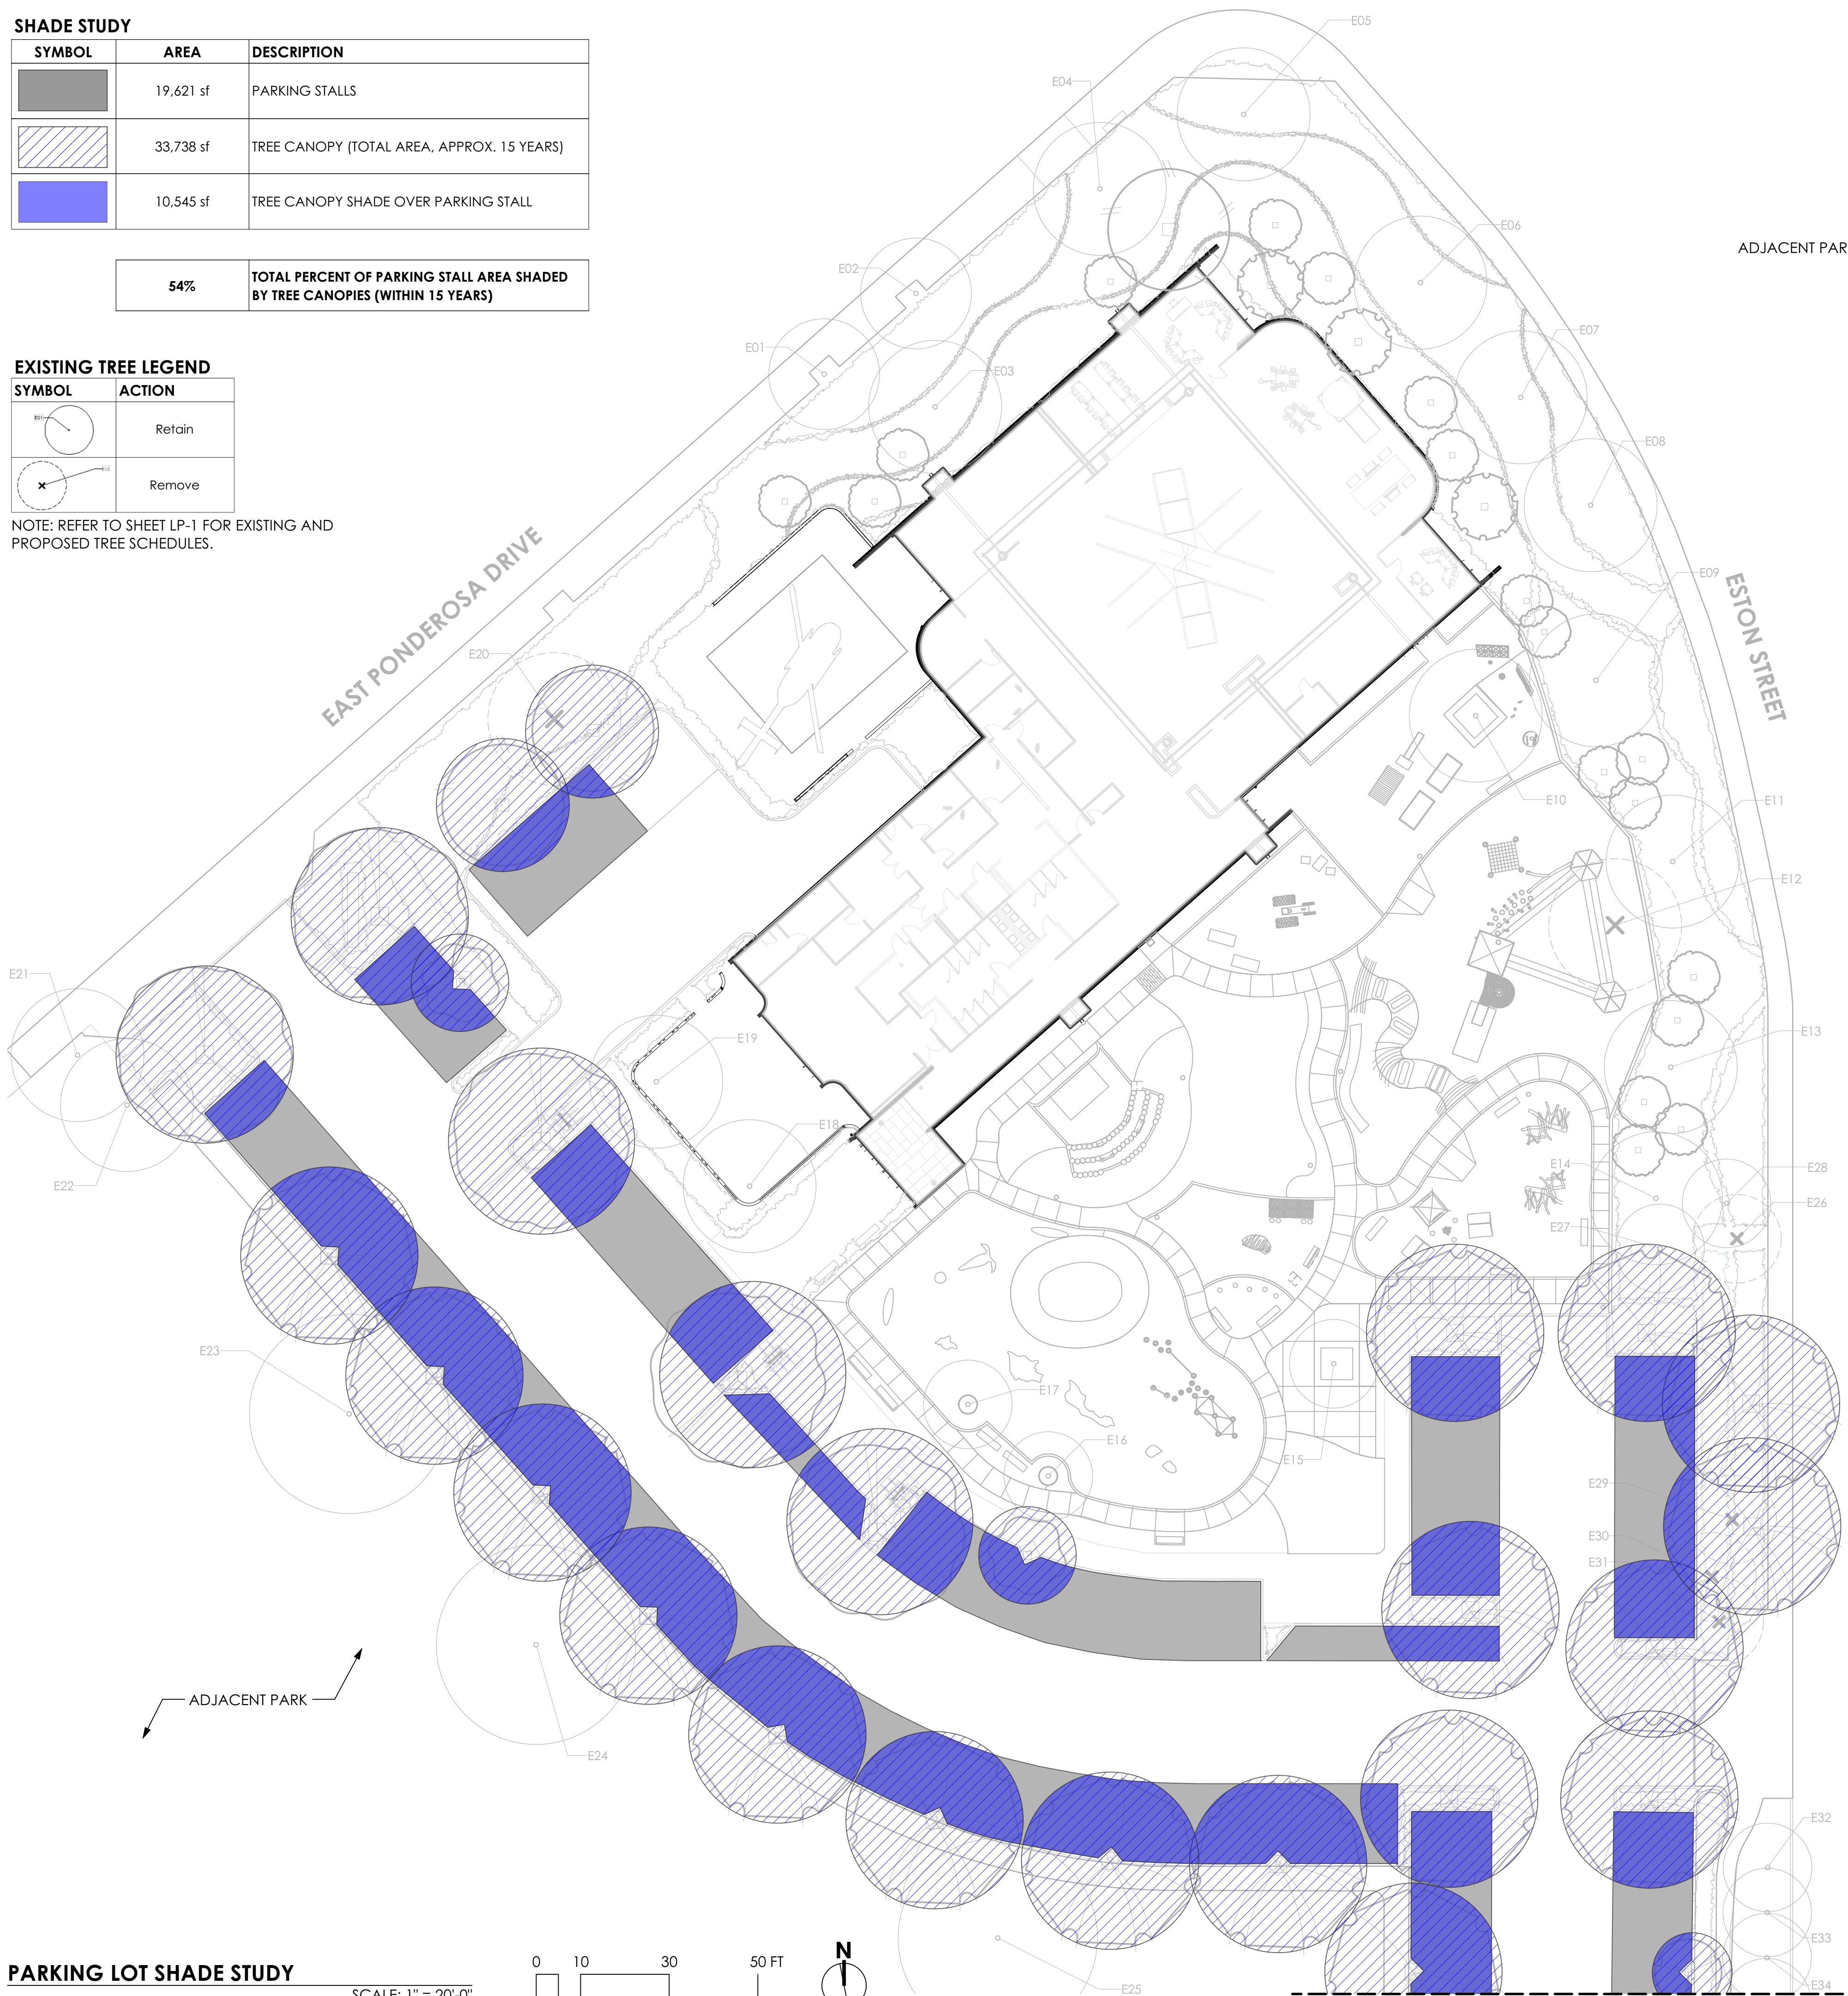 SHADE STUDY
SYMBOL AREA DESCRIPTION
19,621 sf PARKING STALLS
33,738 sf TREE CANOPY (TOTAL AREA, APPROX. 15 YEARS)
10,545 sf TREE CANOPY SHADE OVER PARKING STALL
54% TOTAL PERCENT OF PARKING STALL AREA SHADED
BY TREE CANOPIES (WITHIN 15 YEARS)
EXISTING TREE LEGEND
SYMBOL ACTION
E01 Retain
Remove
NOTE: REFER TO SHEET LP-1 FOR EXISTING AND
PROPOSED TREE SCHEDULES.
E05
E04
E06
ADJACENT PAR
E02
E07
E01
E03
E08
EAST PONDEROSA DRIVE
E09
ESTON STREET
E20
E10
E11
E12
E21
E19
E13
E18
E22
E14
E28
E26
E27
E23
E17
E16
E15
E29
E30
E31
ADJACENT PARK
E24
E32
E33
E34
E25
PARKING LOT SHADE STUDY
SCALE: 1" = 20'-0"
0 10 30 50 FT
N